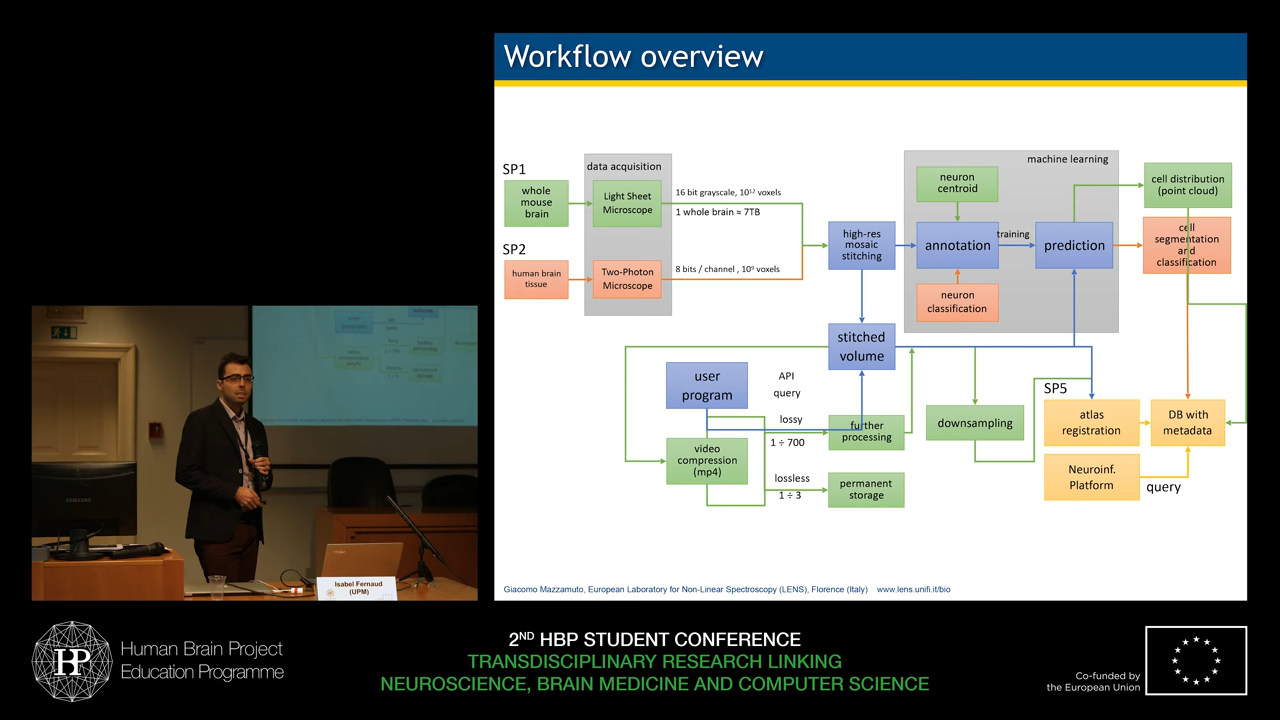 Workflow overview
SP1
data acquisition
machine learning
whole
mouse
brain
Light Sheet
Microscope
16 bit grayscale, 10¹² voxels
1 whole brain ≈ 7TB
neuron
centroid
cell distribution
(point cloud)
SP2
human brain
tissue
Two-Photon
Microscope
8 bits / channel , 10⁹ voxels
high-res
mosaic
stitching
annotation
training
prediction
cell
segmentation
and
classification
neuron
classification
stitched
volume
user
program
API
query
lossy
1 ÷ 700
further
processing
downsampling
SP5
atlas
registration
DB with
metadata
video
compression
(mp4)
lossless
1 ÷ 3
permanent
storage
Neuroinf.
Platform
query
Giacomo Mazzamuto, European Laboratory for Non-Linear Spectroscopy (LENS), Florence (Italy) www.lens.unifi.it/bio
SAMSUNG
Isabel Fernaud
(UPM)
HBP
Human Brain Project
Education Programme
2ND HBP STUDENT CONFERENCE
TRANSDISCIPLINARY RESEARCH LINKING
NEUROSCIENCE, BRAIN MEDICINE AND COMPUTER SCIENCE
Co-funded by
the European Union